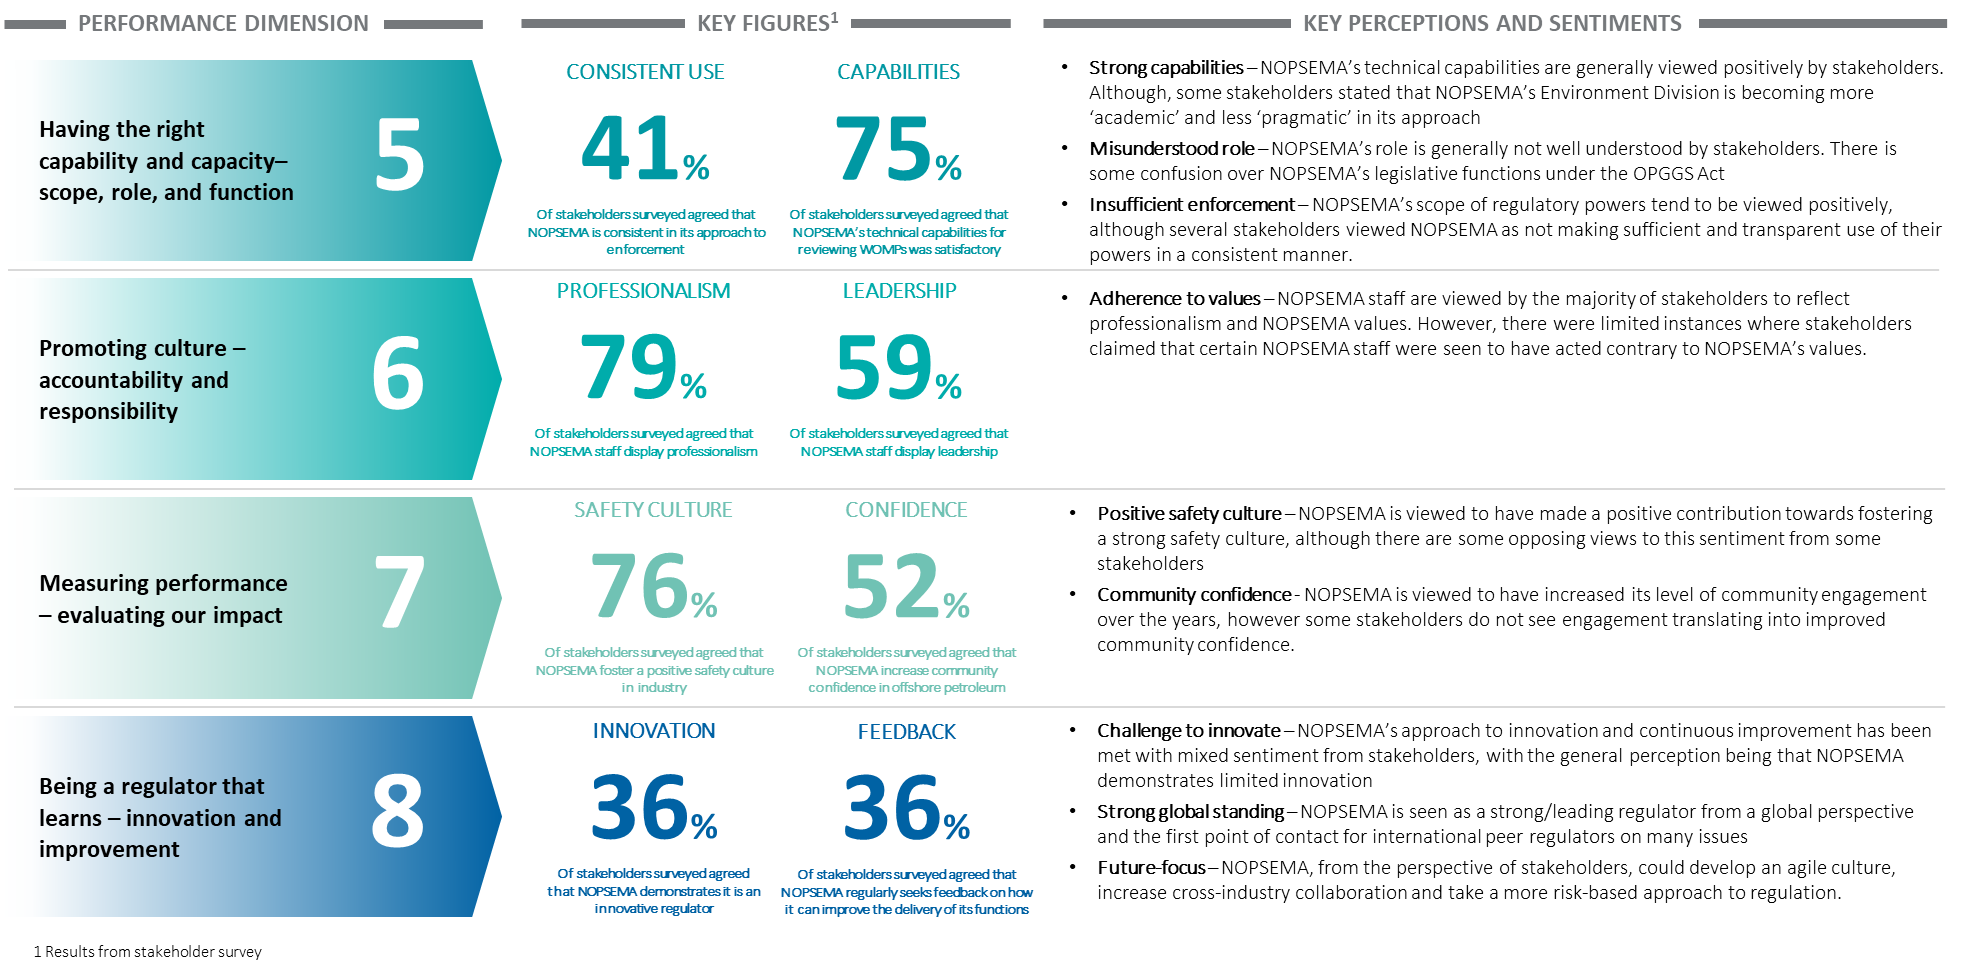 PERFORMANCE DIMENSION
KEY FIGURES1
KEY PERCEPTIONS AND SENTIMENTS
Having the right
capability and capacity–
scope, role, and function
5
CONSISTENT USE
41%
Of stakeholders surveyed agreed that
NOPSEMA is consistent in its approach to
enforcement
CAPABILITIES
75%
Of stakeholders surveyed agreed that
NOPSEMA's technical capabilities for
reviewing WOMPs was satisfactory
• Strong capabilities – NOPSEMA's technical capabilities are generally viewed positively by stakeholders.
Although, some stakeholders stated that NOPSEMA's Environment Division is becoming more
'academic' and less 'pragmatic' in its approach
• Misunderstood role – NOPSEMA's role is generally not well understood by stakeholders. There is
some confusion over NOPSEMA's legislative functions under the OPGGS Act
• Insufficient enforcement – NOPSEMA's scope of regulatory powers tend to be viewed positively,
although several stakeholders viewed NOPSEMA as not making sufficient and transparent use of their
powers in a consistent manner.
Promoting culture –
accountability and
responsibility
6
PROFESSIONALISM
79%
Of stakeholders surveyed agreed that
NOPSEMA staff display professionalism
LEADERSHIP
59%
Of stakeholders surveyed agreed that
NOPSEMA staff display leadership
• Adherence to values – NOPSEMA staff are viewed by the majority of stakeholders to reflect
professionalism and NOPSEMA values. However, there were limited instances where stakeholders
claimed that certain NOPSEMA staff were seen to have acted contrary to NOPSEMA's values.
Measuring performance
– evaluating our impact
7
SAFETY CULTURE
76%
Of stakeholders surveyed agreed that
NOPSEMA foster a positive safety culture
in industry
CONFIDENCE
52%
Of stakeholders surveyed agreed that
NOPSEMA increase community
confidence in offshore petroleum
• Positive safety culture – NOPSEMA is viewed to have made a positive contribution towards fostering
a strong safety culture, although there are some opposing views to this sentiment from some
stakeholders
• Community confidence - NOPSEMA is viewed to have increased its level of community engagement
over the years, however some stakeholders do not see engagement translating into improved
community confidence.
Being a regulator that
learns – innovation and
improvement
8
INNOVATION
36%
Of stakeholders surveyed agreed
that NOPSEMA demonstrates it is an
innovative regulator
FEEDBACK
36%
Of stakeholders surveyed agreed that
NOPSEMA regularly seeks feedback on how
it can improve the delivery of its functions
• Challenge to innovate – NOPSEMA's approach to innovation and continuous improvement has been
met with mixed sentiment from stakeholders, with the general perception being that NOPSEMA
demonstrates limited innovation
• Strong global standing – NOPSEMA is seen as a strong/leading regulator from a global perspective
and the first point of contact for international peer regulators on many issues
• Future-focus – NOPSEMA, from the perspective of stakeholders, could develop an agile culture,
increase cross-industry collaboration and take a more risk-based approach to regulation.
1 Results from stakeholder survey